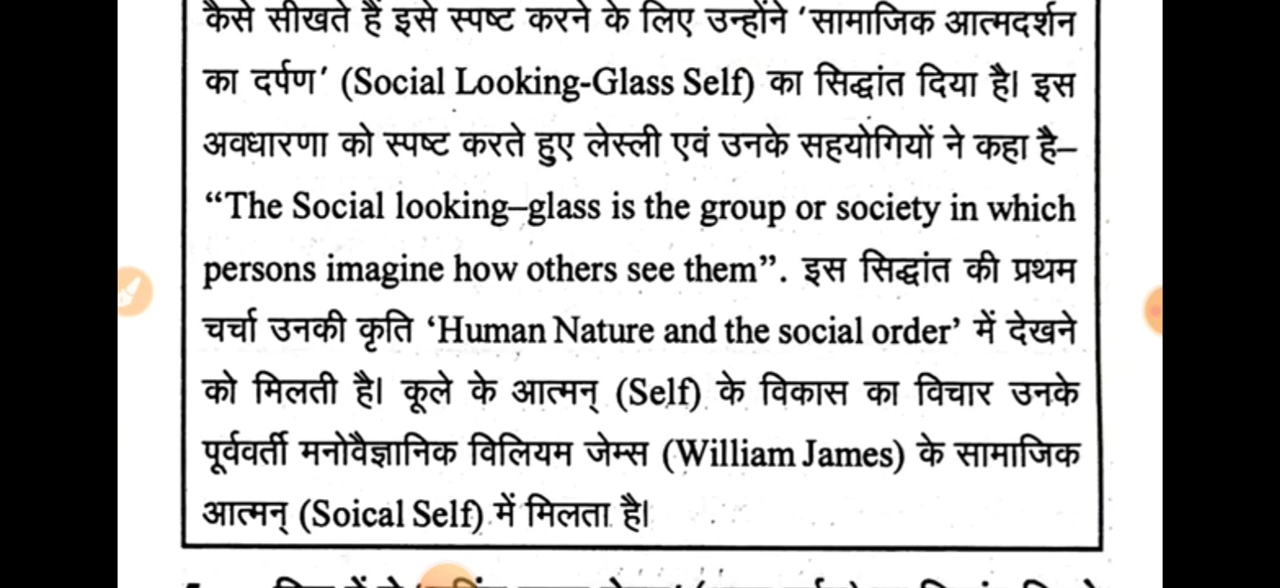 कैसे सीखते हैं इसे स्पष्ट करने के लिए उन्होंने ‘सामाजिक आत्मदर्शन
का दर्पण’ (Social Looking-Glass Self) का सिद्धांत दिया है। इस
अवधारणा को स्पष्ट करते हुए लेस्ली एवं उनके सहयोगियों ने कहा है–
“The Social looking–glass is the group or society in which
persons imagine how others see them”. इस सिद्धांत की प्रथम
चर्चा उनकी कृति ‘Human Nature and the social order’ में देखने
को मिलती है। कूले के आत्मन् (Self) के विकास का विचार उनके
पूर्ववर्ती मनोवैज्ञानिक विलियम जेम्स (William James) के सामाजिक
आत्मन् (Soical Self) में मिलता है।